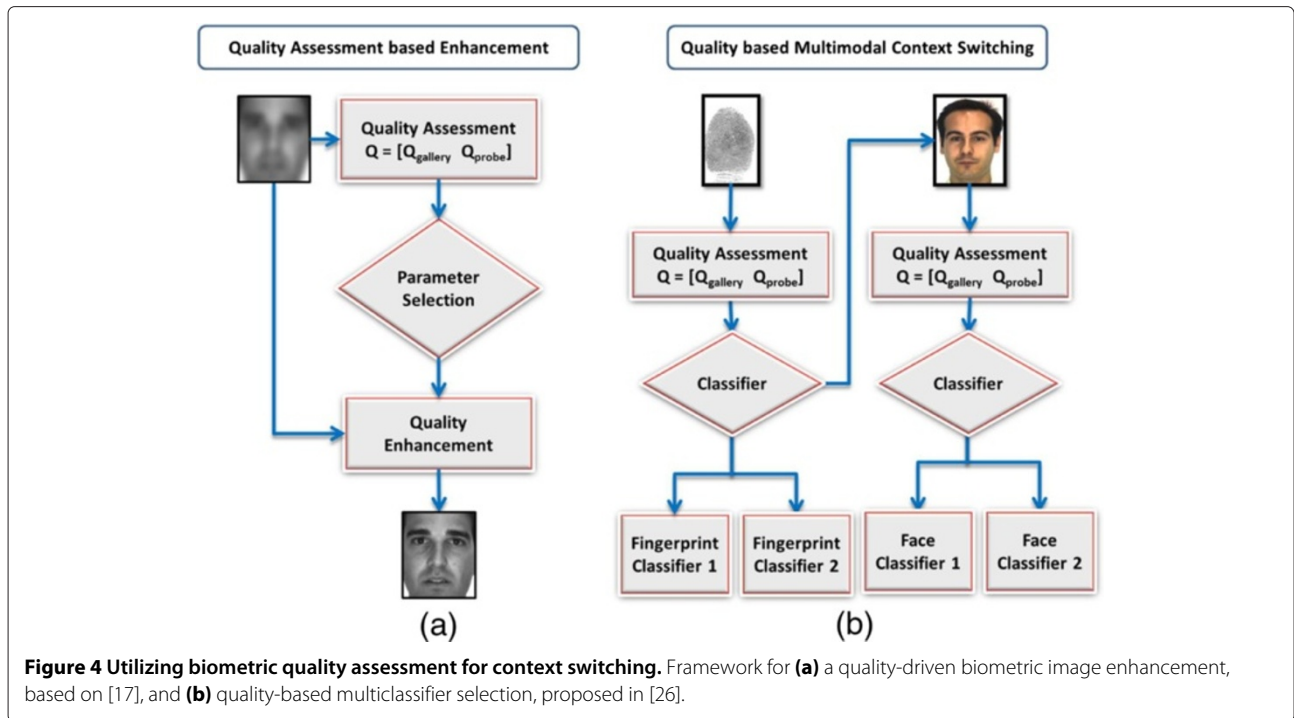 Quality Assessment based Enhancement
Quality Assessment
Q = [Qgallery Qprobe]
Parameter
Selection
Quality
Enhancement
(a)
Quality based Multimodal Context Switching
Quality Assessment
Q = [Qgallery Qprobe]
Classifier
Fingerprint
Classifier 1
Fingerprint
Classifier 2
Quality Assessment
Q = [Qgallery Qprobe]
Classifier
Face
Classifier 1
Face
Classifier 2
(b)
Figure 4 Utilizing biometric quality assessment for context switching. Framework for (a) a quality-driven biometric image enhancement,
based on [17], and (b) quality-based multiclassifier selection, proposed in [26].